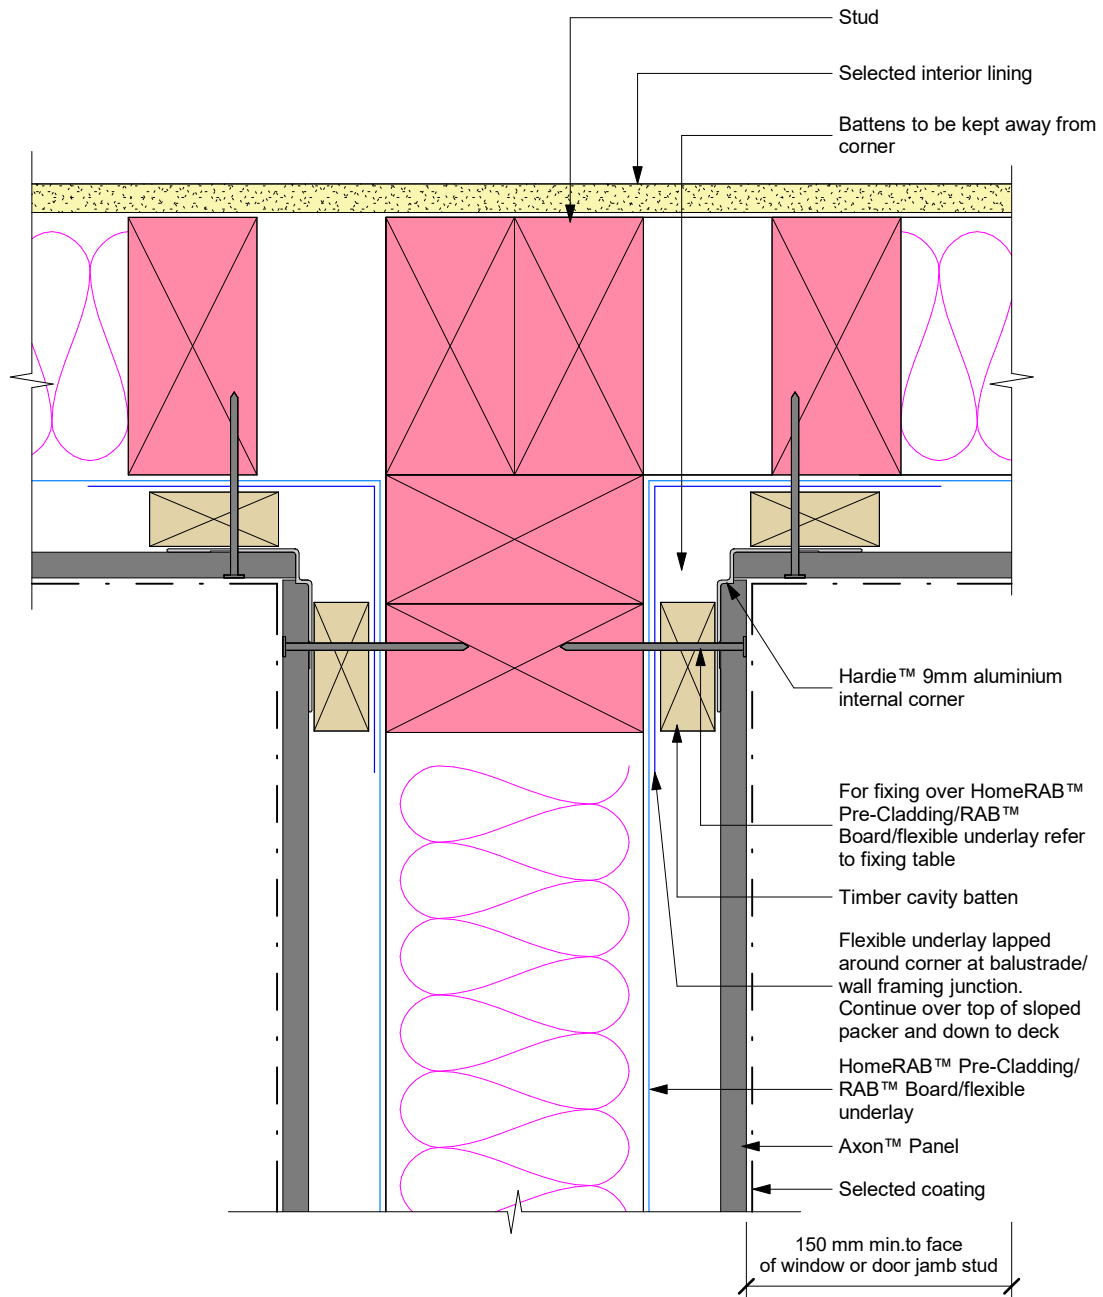 Stud
Selected interior lining
Battens to be kept away from
corner
Hardie™ 9mm aluminium
internal corner
For fixing over HomeRAB™
Pre-Cladding/RAB™
Board/flexible underlay refer
to fixing table
Timber cavity batten
Flexible underlay lapped
around corner at balustrade/
wall framing junction.
Continue over top of sloped
packer and down to deck
HomeRAB™ Pre-Cladding/
RAB™ Board/flexible
underlay
Axon™ Panel
Selected coating
150 mm min.to face
of window or door jamb stud